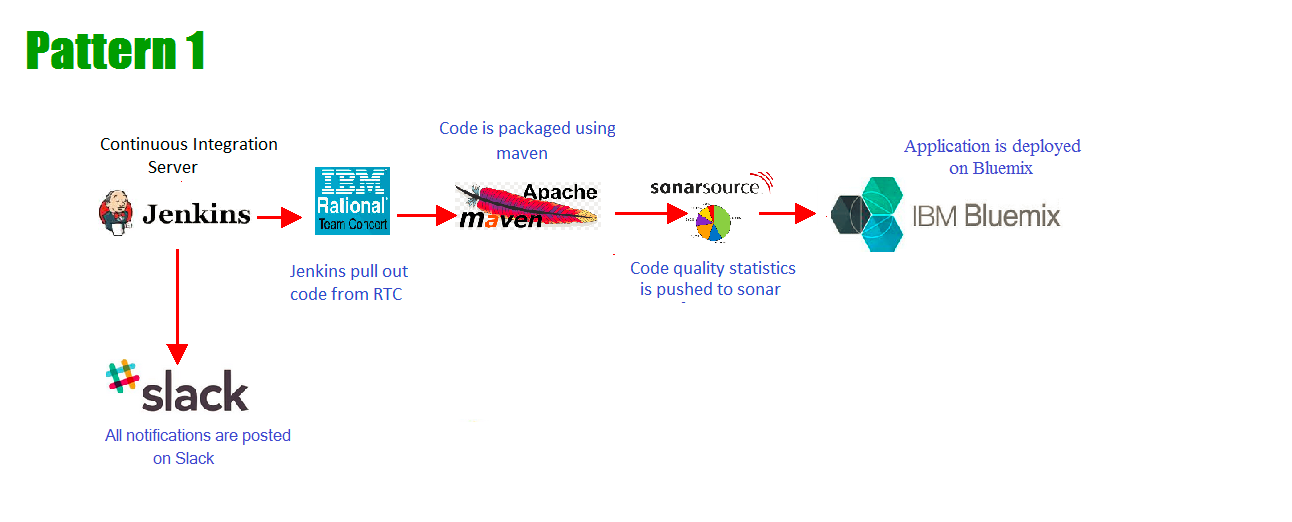 Pattern 1
Continuous Integration
Server
Jenkins
IBM
Rational
Team Concert
Jenkins pull out
code from RTC
Code is packaged using
maven
Apache
maven
sonarsource
Code quality statistics
is pushed to sonar
Application is deployed
on Bluemix
IBM Bluemix
slack
All notifications are posted
on Slack